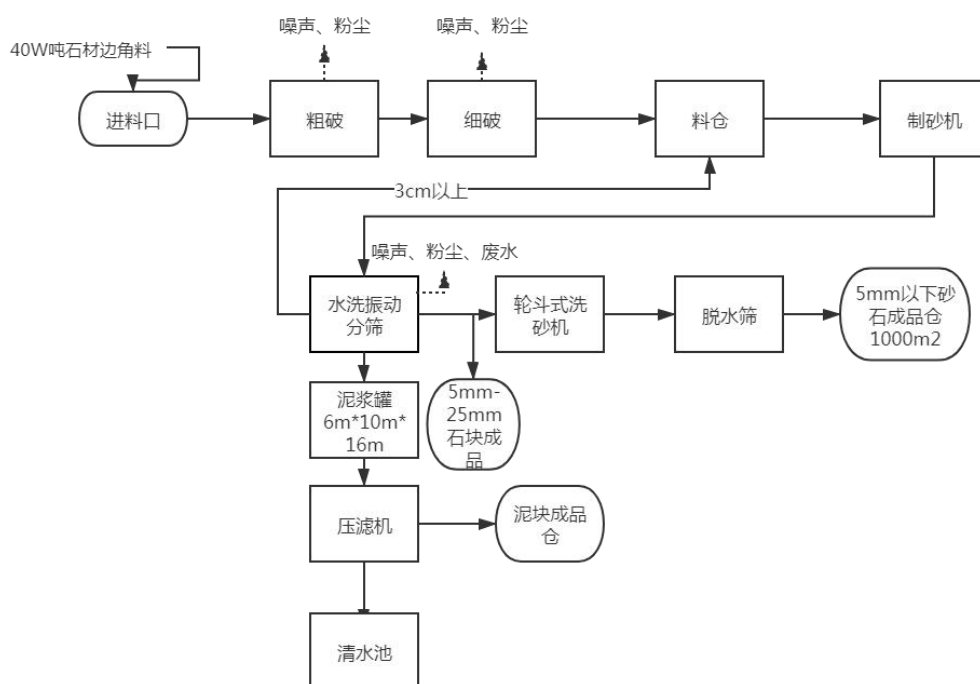 噪声、粉尘
噪声、粉尘
40W吨石材边角料
进料口
粗破
细破
料仓
制砂机
3cm以上
噪声、粉尘、废水
水洗振动
分筛
轮斗式洗
砂机
脱水筛
5mm以下砂
石成品仓
1000m2
泥浆罐
6m*10m*
16m
5mm-
25mm
石块成
品
压滤机
泥块成品
仓
清水池